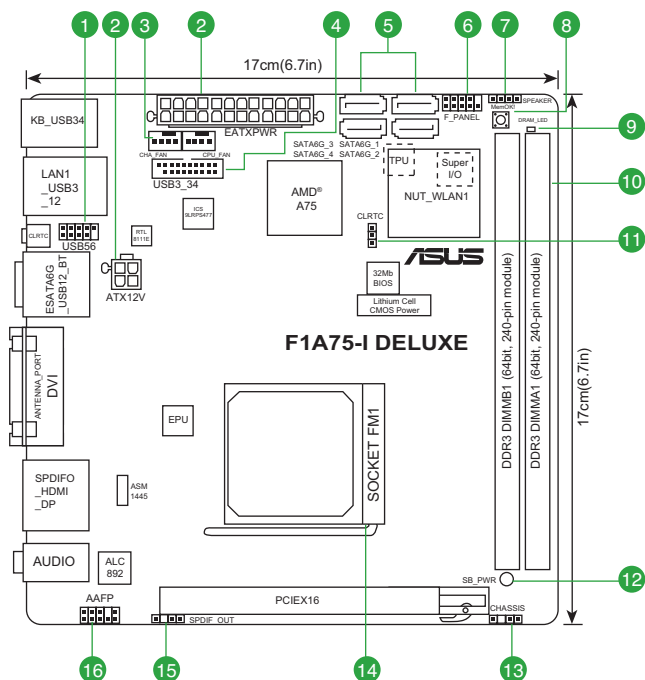 1
2
3
2
4
5
6
7
8
17cm(6.7in)
KB_USB34
EATXPWR
F_PANEL
SPEAKER
MemOK!
DRAM_LED
9
CHA_FAN
CPU_FAN
SATA6G_3
SATA6G_1
SATA6G_4
SATA6G_2
USB3_34
TPU
Super
I/O
LAN1
_USB3
_12
AMD®
A75
NUT_WLAN1
10
ICS
9LRPS477
CLRTC
USB56
RTL
8111E
CLRTC
11
ASUS
ESATA6G
_USB12_BT
ATX12V
32Mb
BIOS
Lithium Cell
CMOS Power
F1A75-I DELUXE
DDR3 DIMMB1 (64bit, 240-pin module)
DDR3 DIMMA1 (64bit, 240-pin module)
17cm(6.7in)
ANTENNA_PORT
DVI
EPU
SOCKET FM1
SPDIFO
_HDMI
_DP
ASM
1445
AUDIO
ALC
892
SB_PWR
12
AAFP
PCIEX16
CHASSIS
SPDIF_OUT
16
15
14
13